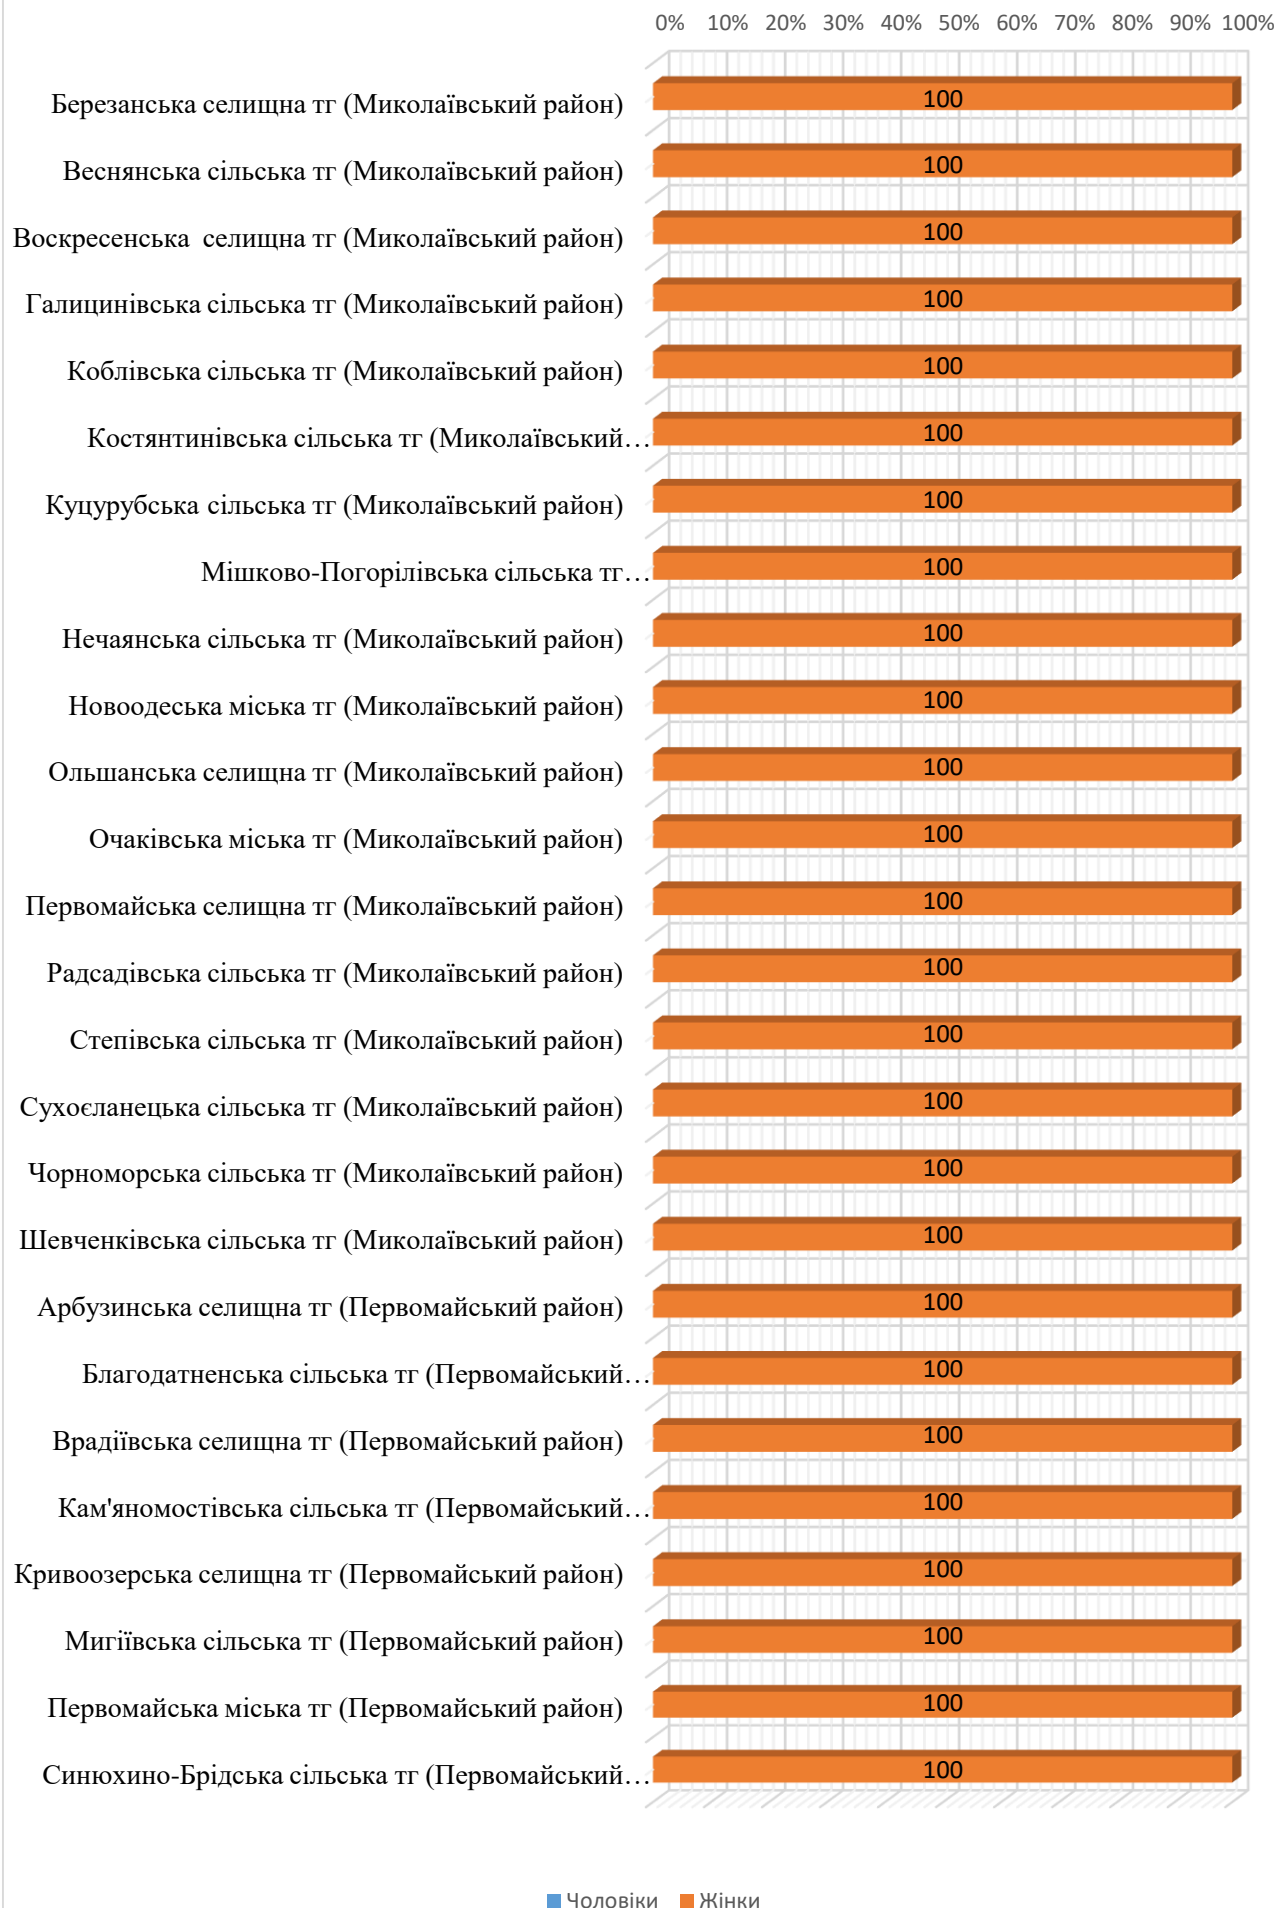 0% 10% 20% 30% 40% 50% 60% 70% 80% 90% 100%
Березанська селищна тг (Миколаївський район) 100
Веснянська сільська тг (Миколаївський район) 100
Воскресенська  селищна тг (Миколаївський район) 100
Галицинівська сільська тг (Миколаївський район) 100
Коблівська сільська тг (Миколаївський район) 100
Костянтинівська сільська тг (Миколаївський… 100
Куцурубська сільська тг (Миколаївський район) 100
Мішково-Погорілівська сільська тг… 100
Нечаянська сільська тг (Миколаївський район) 100
Новоодеська міська тг (Миколаївський район) 100
Ольшанська селищна тг (Миколаївський район) 100
Очаківська міська тг (Миколаївський район) 100
Первомайська селищна тг (Миколаївський район) 100
Радсадівська сільська тг (Миколаївський район) 100
Степівська сільська тг (Миколаївський район) 100
Сухоєланецька сільська тг (Миколаївський район) 100
Чорноморська сільська тг (Миколаївський район) 100
Шевченківська сільська тг (Миколаївський район) 100
Арбузинська селищна тг (Первомайський район) 100
Благодатненська сільська тг (Первомайський… 100
Врадіївська селищна тг (Первомайський район) 100
Кам'яномостівська сільська тг (Первомайський… 100
Кривоозерська селищна тг (Первомайський район) 100
Мигіївська сільська тг (Первомайський район) 100
Первомайська міська тг (Первомайський район) 100
Синюхино-Брідська сільська тг (Первомайський… 100
Чоловіки Жінки